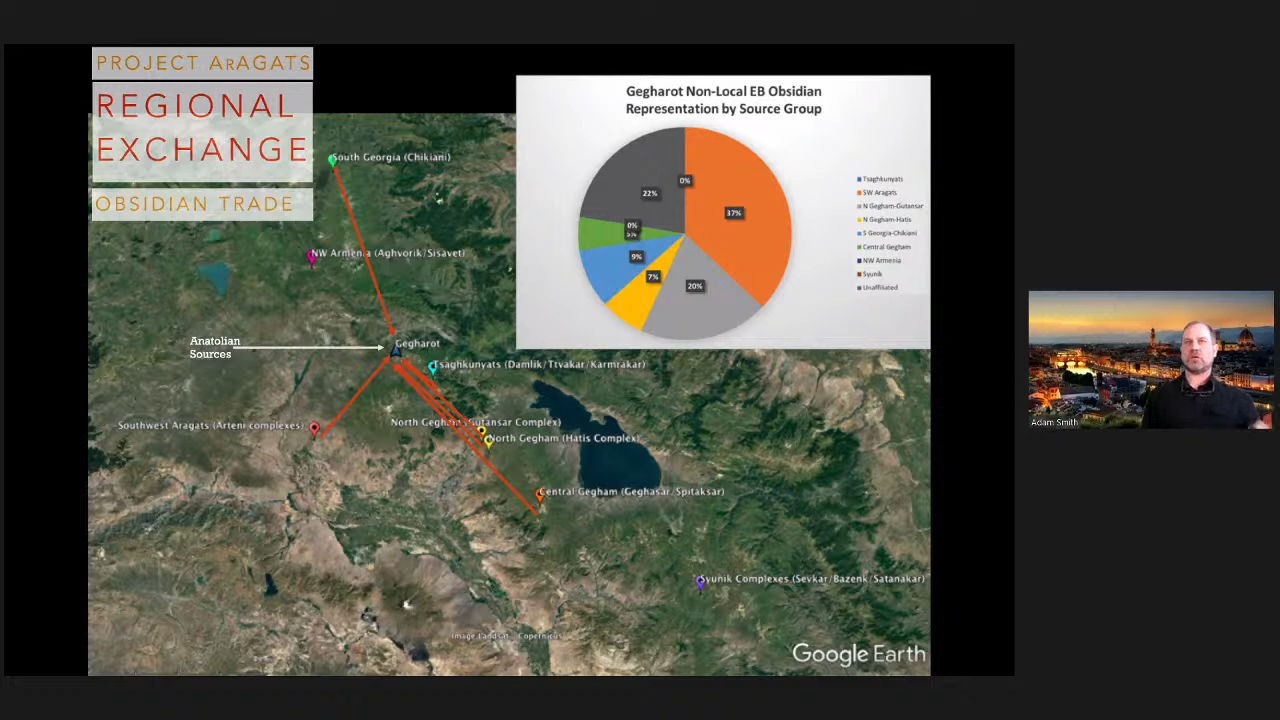 PROJECT ARAGATS
REGIONAL
EXCHANGE
OBSIDIAN TRADE
Gegharot Non-Local EB Obsidian
Representation by Source Group
0%
22%
37%
0%
5%
9%
7%
20%
Tsaghkunyats
SW Aragats
N Gegham-Gutansar
N Gegham-Hatis
S Georgia-Chikiani
Central Gegham
NW Armenia
Syunik
Unaffiliated
South Georgia (Chikiani)
NW Armenia (Aghvorik/Sisavet)
Anatolian
Sources
Gegharot
Tsaghkunyats (Damlik/Ttvakar/Karmrakar)
Southwest Aragats (Arteni complexes)
North Gegham (Gutansar Complex)
North Gegham (Hatis Complex)
Central Gegham (Geghasar/Spitaksar)
Syunik Complexes (Sevkar/Bazenk/Satanakar)
Image Landsat / Copernicus
Google Earth
Adam Smith